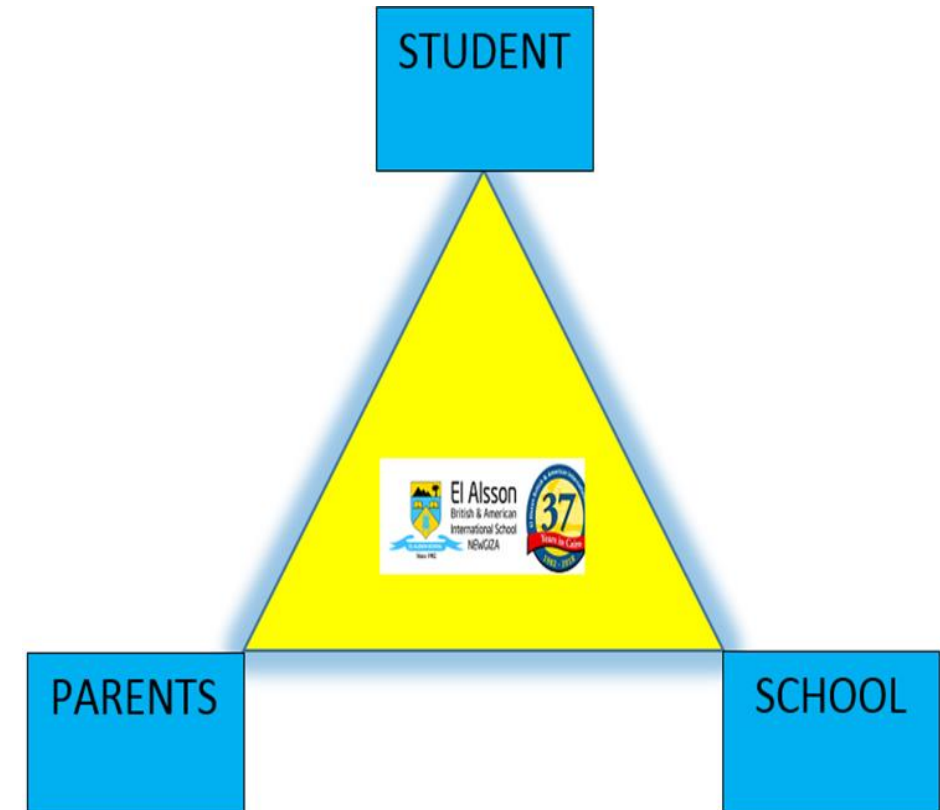 STUDENT
El Alsson
British & American
International School
NEWGIZA
37
Years in Cairo
PARENTS
SCHOOL